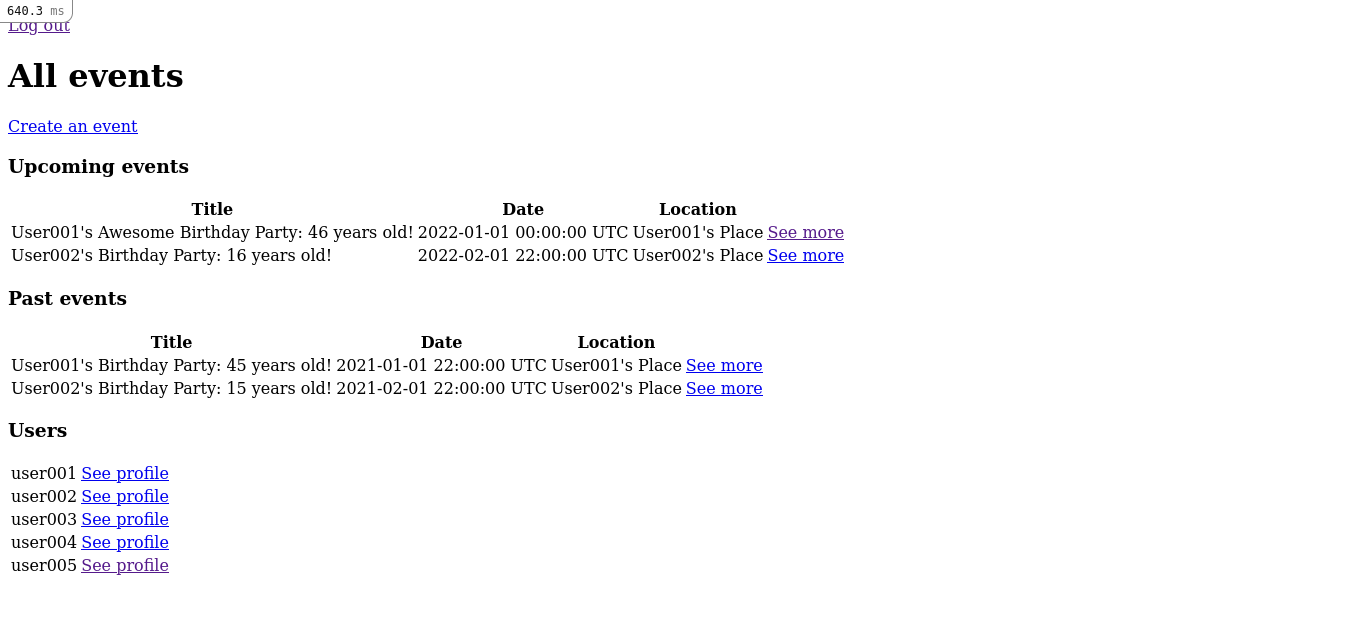 640.3 ms
Log out
All events
Create an event
Upcoming events
Title Date Location
User001's Awesome Birthday Party: 46 years old! 2022-01-01 00:00:00 UTC User001's Place See more
User002's Birthday Party: 16 years old! 2022-02-01 22:00:00 UTC User002's Place See more
Past events
Title Date Location
User001's Birthday Party: 45 years old! 2021-01-01 22:00:00 UTC User001's Place See more
User002's Birthday Party: 15 years old! 2021-02-01 22:00:00 UTC User002's Place See more
Users
user001 See profile
user002 See profile
user003 See profile
user004 See profile
user005 See profile